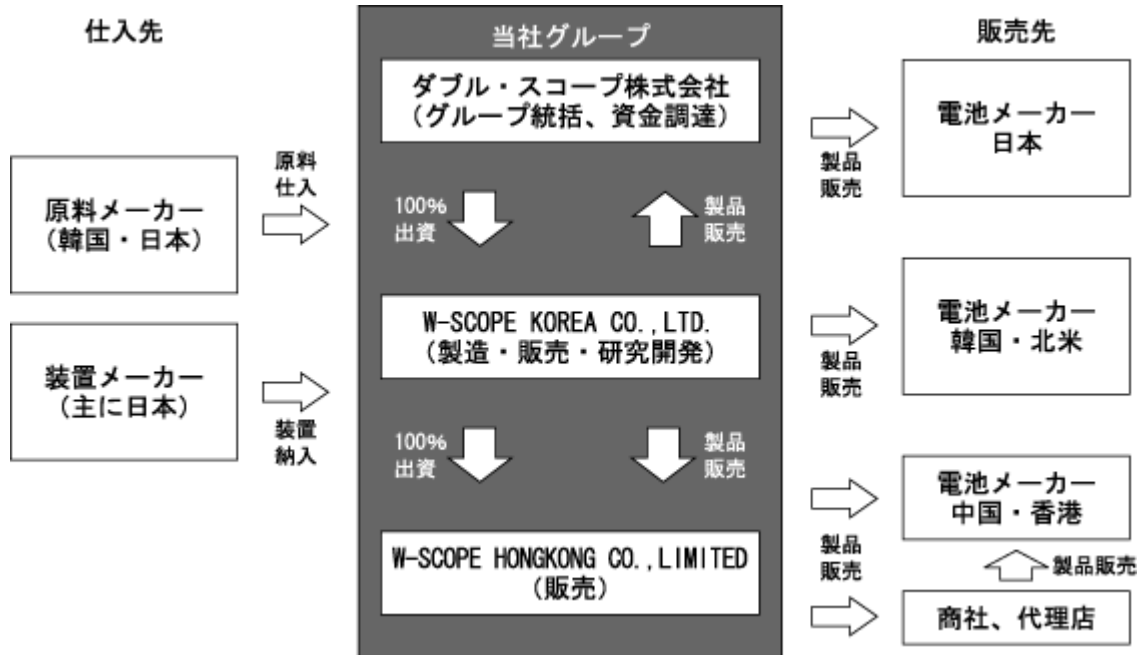 仕入先
当社グループ
販売先
ダブル・スコープ株式会社
(グループ統括、資金調達)
電池メーカー
日本
製品
販売
原料
仕入
原料メーカー
(韓国・日本)
100%
出資
製品
販売
W-SCOPE KOREA CO.,LTD.
(製造・販売・研究開発)
電池メーカー
韓国・北米
製品
販売
装置メーカー
(主に日本)
装置
納入
100%
出資
製品
販売
電池メーカー
中国・香港
製品
販売
製品販売
W-SCOPE HONGKONG CO.,LIMITED
(販売)
商社、代理店